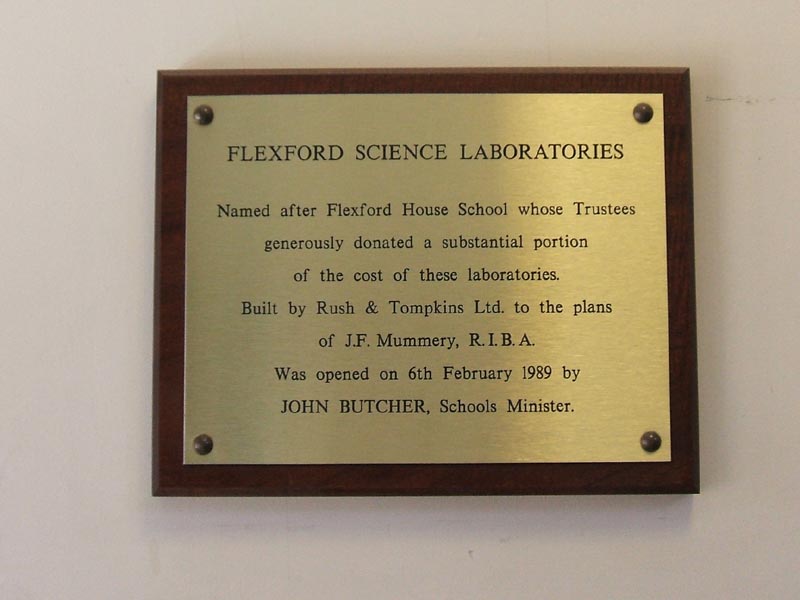 FLEXFORD SCIENCE LABORATORIES
Named after Flexford House School whose Trustees
generously donated a substantial portion
of the cost of these laboratories.
Built by Rush & Tompkins Ltd. to the plans
of J.F. Mummery, R.I.B.A.
Was opened on 6th February 1989 by
JOHN BUTCHER, Schools Minister.